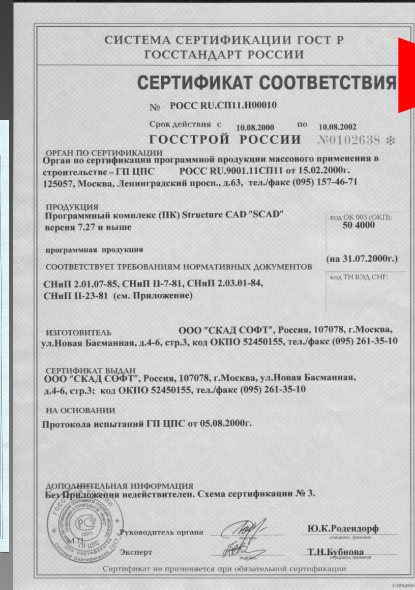 СИСТЕМА СЕРТИФИКАЦИИ ГОСТ Р
ГОССТАНДАРТ РОССИИ
СЕРТИФИКАТ СООТВЕТСТВИЯ
№ РОСС RU.СП11.Н00010
Срок действия с 10.08.2000 по 10.08.2002
ГОССТРОЙ РОССИИ №0102638 *
ОРГАН ПО СЕРТИФИКАЦИИ
Орган по сертификации программной продукции массового применения в
строительстве – ГП ЦПС РОСС RU.9001.11СП11 от 15.02.2000г.
125057, Москва, Ленинградский просп., д.63, тел./факс (095) 157-46-71
ПРОДУКЦИЯ
Программный комплекс (ПК) Structure CAD "SCAD"
версия 7.27 и выше
код ОК 005 (ОКП):
50 4000
программная продукция
(на 31.07.2000г.)
СООТВЕТСТВУЕТ ТРЕБОВАНИЯМ НОРМАТИВНЫХ ДОКУМЕНТОВ
код ТН ВЭД СНГ:
СНиП 2.01.07-85, СНиП II-7-81, СНиП 2.03.01-84,
СНиП II-23-81 (см. Приложение)
ИЗГОТОВИТЕЛЬ ООО "СКАД СОФТ", Россия, 107078, г.Москва,
ул.Новая Басманная, д.4-6, стр.3, код ОКПО 52450155, тел./факс (095) 261-35-10
СЕРТИФИКАТ ВЫДАН
ООО "СКАД СОФТ", Россия, 107078, г.Москва, ул.Новая Басманная,
д.4-6, стр.3; код ОКПО 52450155, тел./факс (095) 261-35-10
НА ОСНОВАНИИ
Протокола испытаний ГП ЦПС от 05.08.2000г.
ДОПОЛНИТЕЛЬНАЯ ИНФОРМАЦИЯ
Без Приложения недействителен. Схема сертификации № 3.
Руководитель органа Ю.К.Родендорф
М.П.
Эксперт Т.Н.Бубнова
Сертификат не применяется при обязательной сертификации